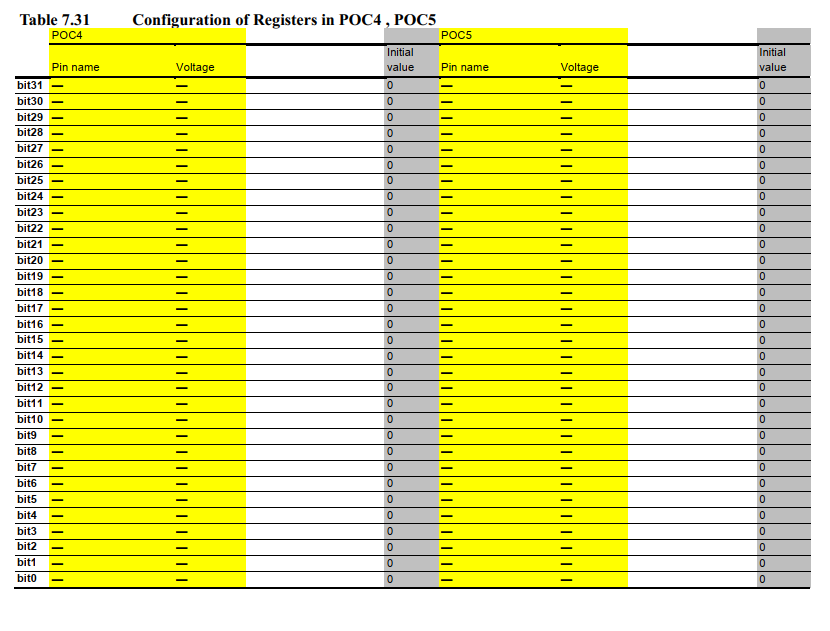 Table 7.31 Configuration of Registers in POC4 , POC5
POC4 POC5
Initial Initial
Pin name Voltage value Pin name Voltage value
bit31 — — 0 — — 0
bit30 — — 0 — — 0
bit29 — — 0 — — 0
bit28 — — 0 — — 0
bit27 — — 0 — — 0
bit26 — — 0 — — 0
bit25 — — 0 — — 0
bit24 — — 0 — — 0
bit23 — — 0 — — 0
bit22 — — 0 — — 0
bit21 — — 0 — — 0
bit20 — — 0 — — 0
bit19 — — 0 — — 0
bit18 — — 0 — — 0
bit17 — — 0 — — 0
bit16 — — 0 — — 0
bit15 — — 0 — — 0
bit14 — — 0 — — 0
bit13 — — 0 — — 0
bit12 — — 0 — — 0
bit11 — — 0 — — 0
bit10 — — 0 — — 0
bit9 — — 0 — — 0
bit8 — — 0 — — 0
bit7 — — 0 — — 0
bit6 — — 0 — — 0
bit5 — — 0 — — 0
bit4 — — 0 — — 0
bit3 — — 0 — — 0
bit2 — — 0 — — 0
bit1 — — 0 — — 0
bit0 — — 0 — — 0